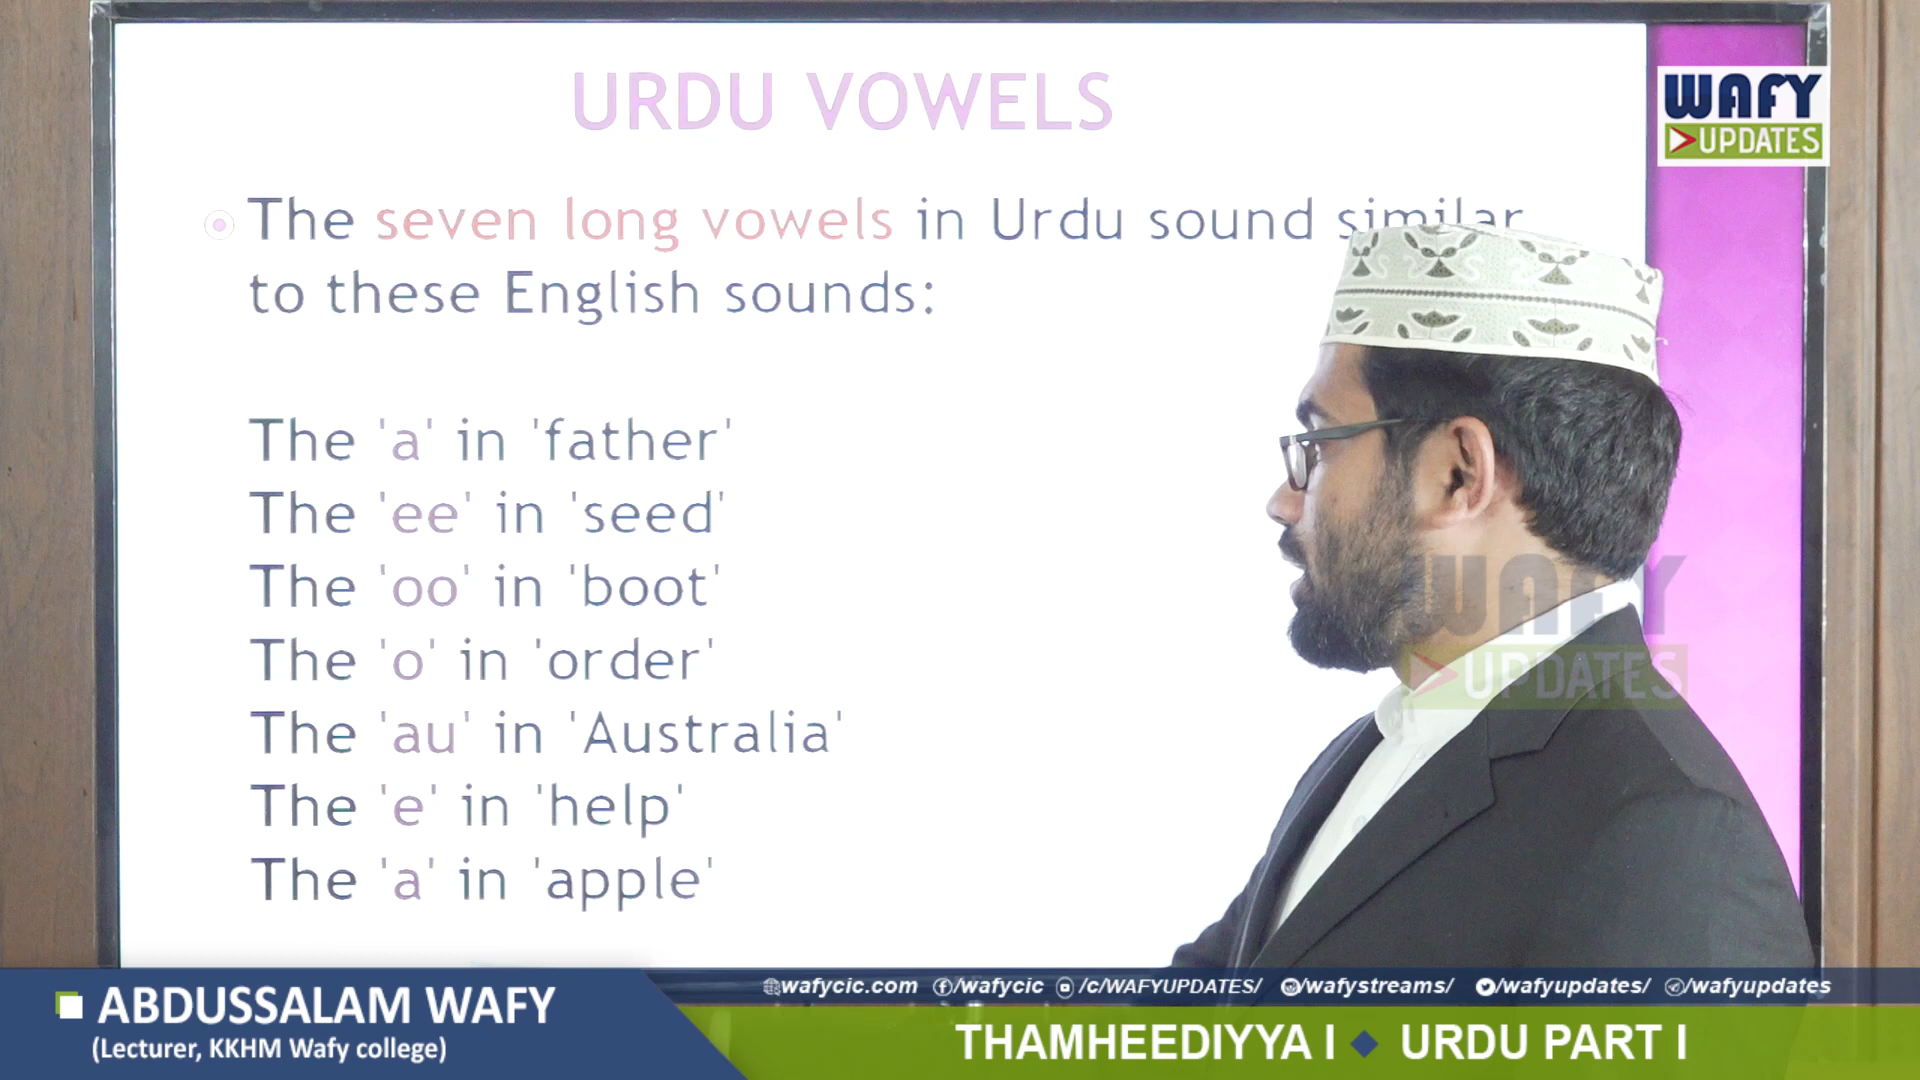 URDU VOWELS
WAFY
UPDATES
The seven long vowels in Urdu sound similar
to these English sounds:
The 'a' in 'father'
The 'ee' in 'seed'
The 'oo' in 'boot'
The 'o' in 'order'
The 'au' in 'Australia'
The 'e' in 'help'
The 'a' in 'apple'
WAFY
UPDATES
wafycic.com /wafycic /c/WAFYUPDATES/ /wafystreams/ /wafyupdates/ /wafyupdates
ABDUSSALAM WAFY
(Lecturer, KKHM Wafy college)
THAMHEEDIYYA I ◆ URDU PART I